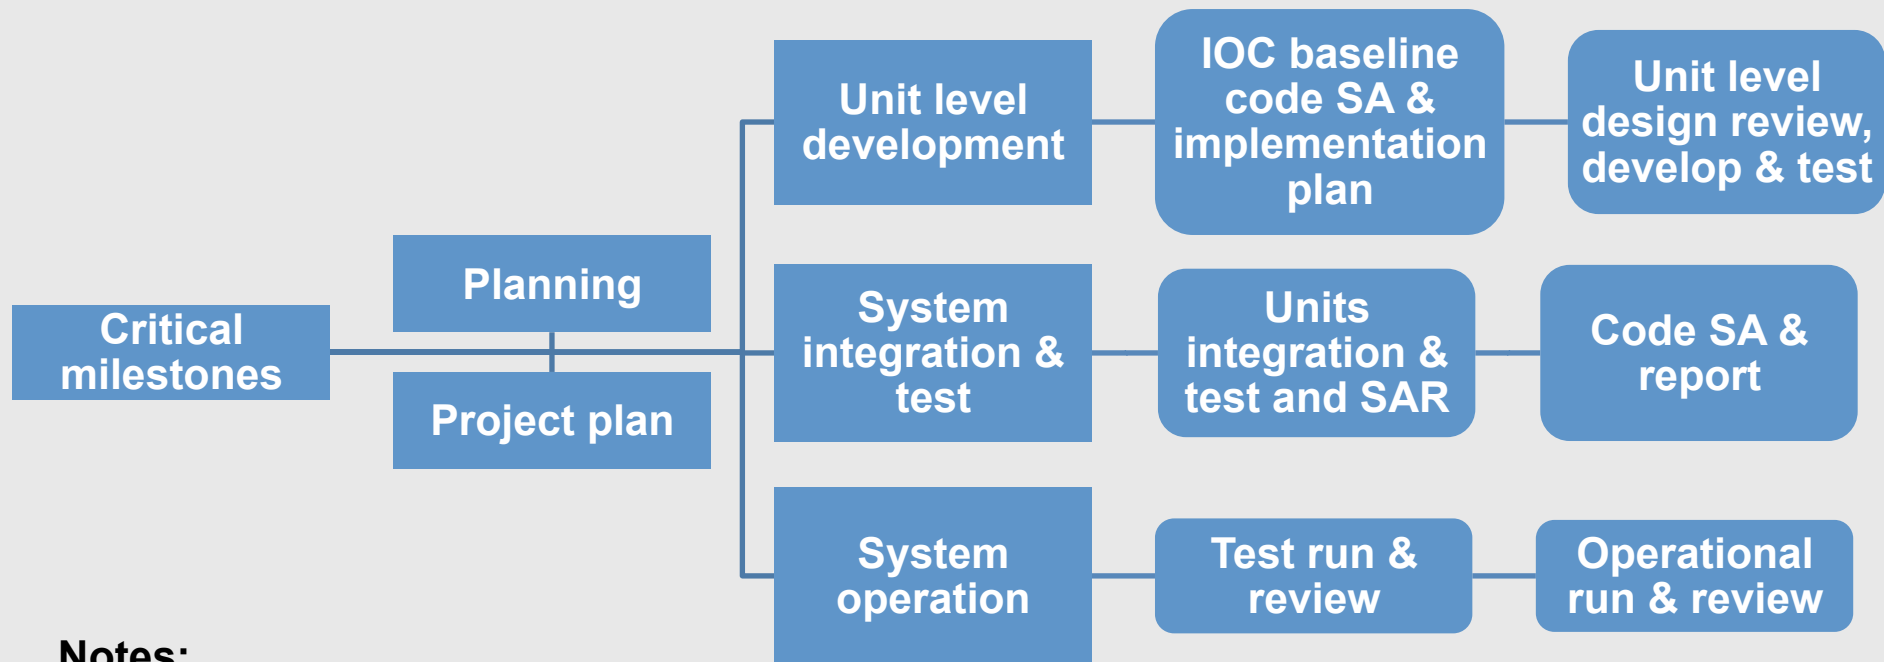 Critical
milestones
Planning
Project plan
Unit level
development
IOC baseline
code SA &
implementation
plan
Unit level
design review,
develop & test
System
integration &
test
Units
integration &
test and SAR
Code SA &
report
System
operation
Test run &
review
Operational
run & review
Notes: